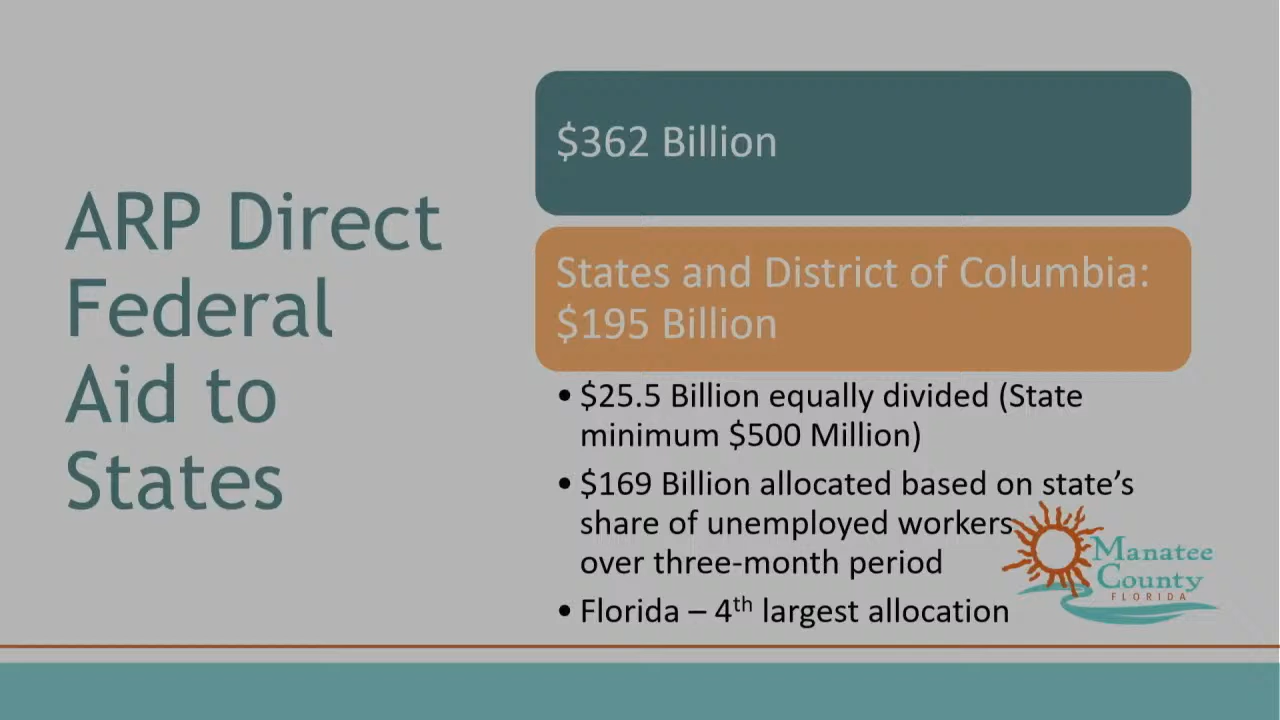 ARP Direct
Federal
Aid to
States
$362 Billion
States and District of Columbia:
$195 Billion
• $25.5 Billion equally divided (State
minimum $500 Million)
• $169 Billion allocated based on state’s
share of unemployed workers
over three-month period
• Florida – 4th largest allocation
Manatee
County
FLORIDA